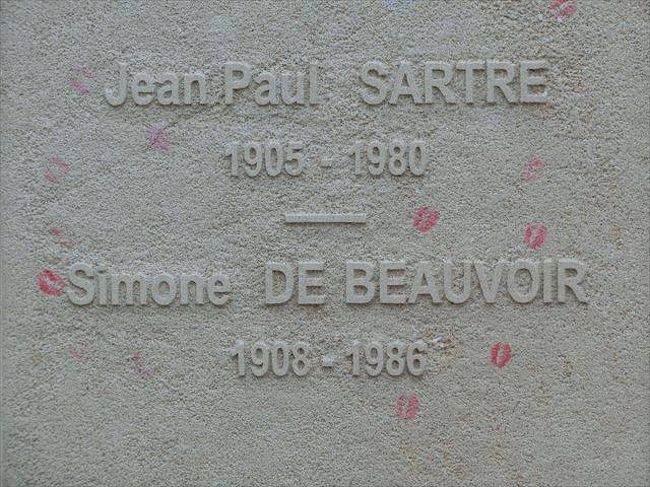 Jean Paul SARTRE
1905 - 1980
Simone DE BEAUVOIR
1908 - 1986